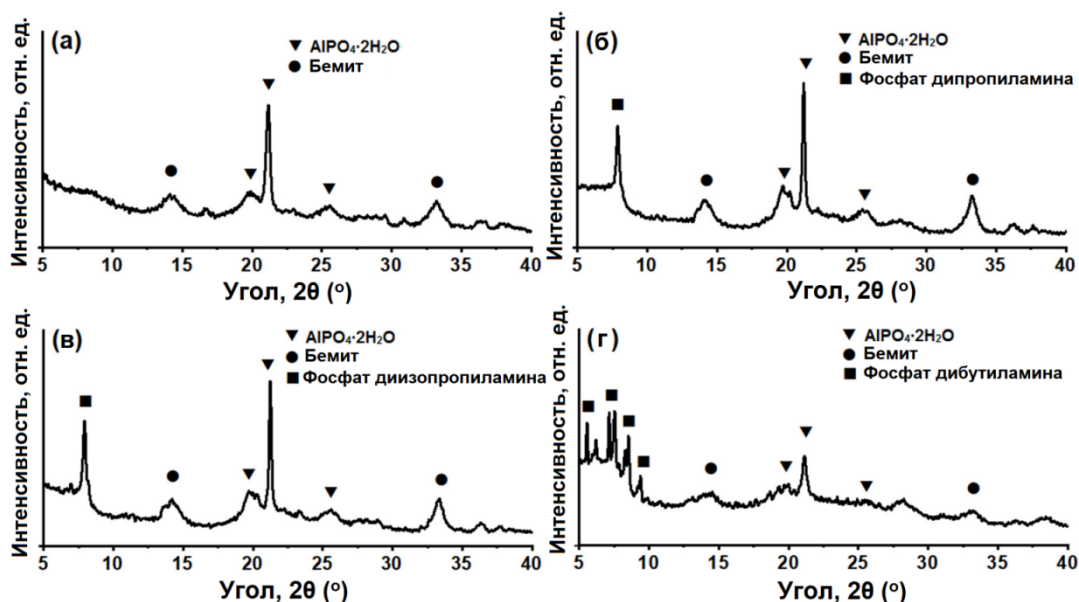 (а)
▼ AlPO₄·2H₂O
● Бемит
Интенсивность, отн. ед.
5 10 15 20 25 30 35 40
Угол, 2θ (°)
(б)
▼ AlPO₄·2H₂O
● Бемит
■ Фосфат дипропиламина
Интенсивность, отн. ед.
5 10 15 20 25 30 35 40
Угол, 2θ (°)
(в)
▼ AlPO₄·2H₂O
● Бемит
■ Фосфат диизопропиламина
Интенсивность, отн. ед.
5 10 15 20 25 30 35 40
Угол, 2θ (°)
(г)
▼ AlPO₄·2H₂O
● Бемит
■ Фосфат дибутиламина
Интенсивность, отн. ед.
5 10 15 20 25 30 35 40
Угол, 2θ (°)